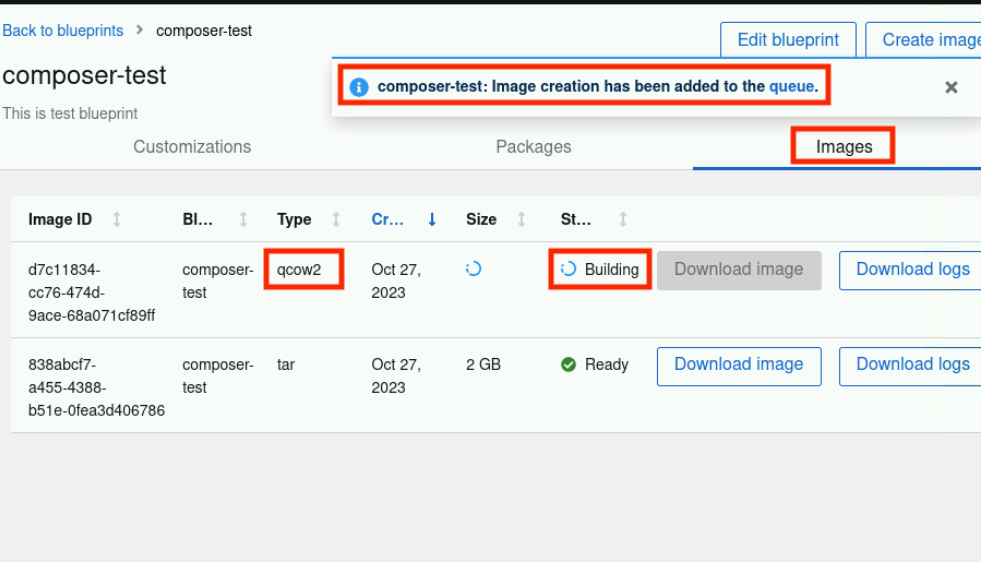 Back to blueprints > composer-test
Edit blueprint
Create image
composer-test
composer-test: Image creation has been added to the queue.
This is test blueprint
Customizations
Packages
Images
Image ID
Bl...
Type
Cr...
Size
St...
d7c11834-
cc76-474d-
9ace-68a071cf89ff
composer-
test
qcow2
Oct 27,
2023
Building
Download image
Download logs
838abcf7-
a455-4388-
b51e-0fea3d406786
composer-
test
tar
Oct 27,
2023
2 GB
Ready
Download image
Download logs